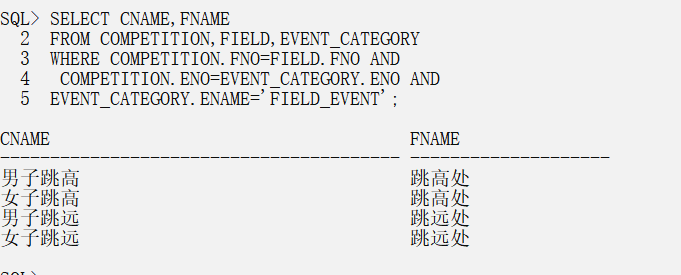 SQL> SELECT CNAME,FNAME
2 FROM COMPETITION,FIELD,EVENT_CATEGORY
3 WHERE COMPETITION.FNO=FIELD.FNO AND
4 COMPETITION.ENO=EVENT_CATEGORY.ENO AND
5 EVENT_CATEGORY.ENAME='FIELD_EVENT';
CNAME FNAME
---------------------------------------- --------------------
男子跳高 跳高处
女子跳高 跳高处
男子跳远 跳远处
女子跳远 跳远处
SQL>